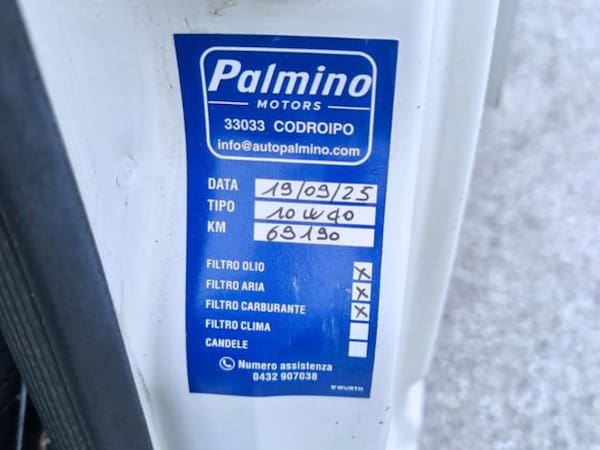 Palmino
MOTORS
33033 CODROIPO
info@autopalmino.com
DATA 19/09/25
TIPO 10W40
KM 69190
FILTRO OLIO X
FILTRO ARIA X
FILTRO CARBURANTE X
FILTRO CLIMA
CANDELE
Numero assistenza
0432 907038
WÜRTH